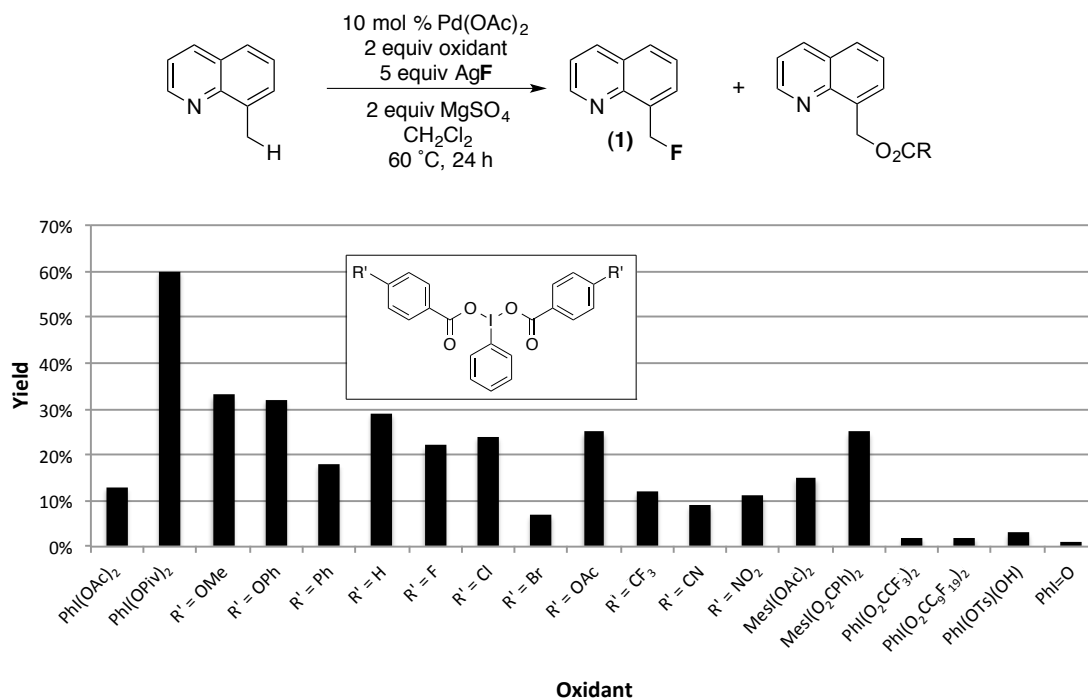 10 mol % Pd(OAc)₂
2 equiv oxidant
5 equiv AgF
2 equiv MgSO₄
CH₂Cl₂
60 ˚C, 24 h
N
H
N
(1)
F
+
N
O₂CR
Yield
70%
60%
50%
40%
30%
20%
10%
0%
R'
R'
O
I
O
O
O
PhI(OAc)₂
PhI(OPiv)₂
R' = OMe
R' = OPh
R' = Ph
R' = H
R' = F
R' = Cl
R' = Br
R' = OAc
R' = CF₃
R' = CN
R' = NO₂
MesI(OAc)₂
MesI(O₂CPh)₂
PhI(O₂CCF₃)₂
PhI(O₂CC₉F₁₉)₂
PhI(OTs)(OH)
PhI=O
Oxidant